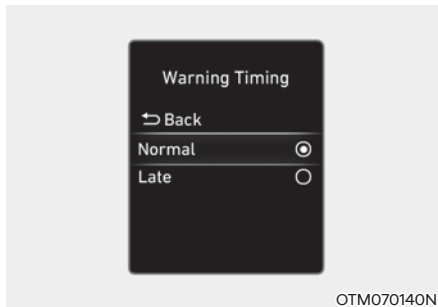 Warning Timing
⮌ Back
Normal
Late
OTM070140N